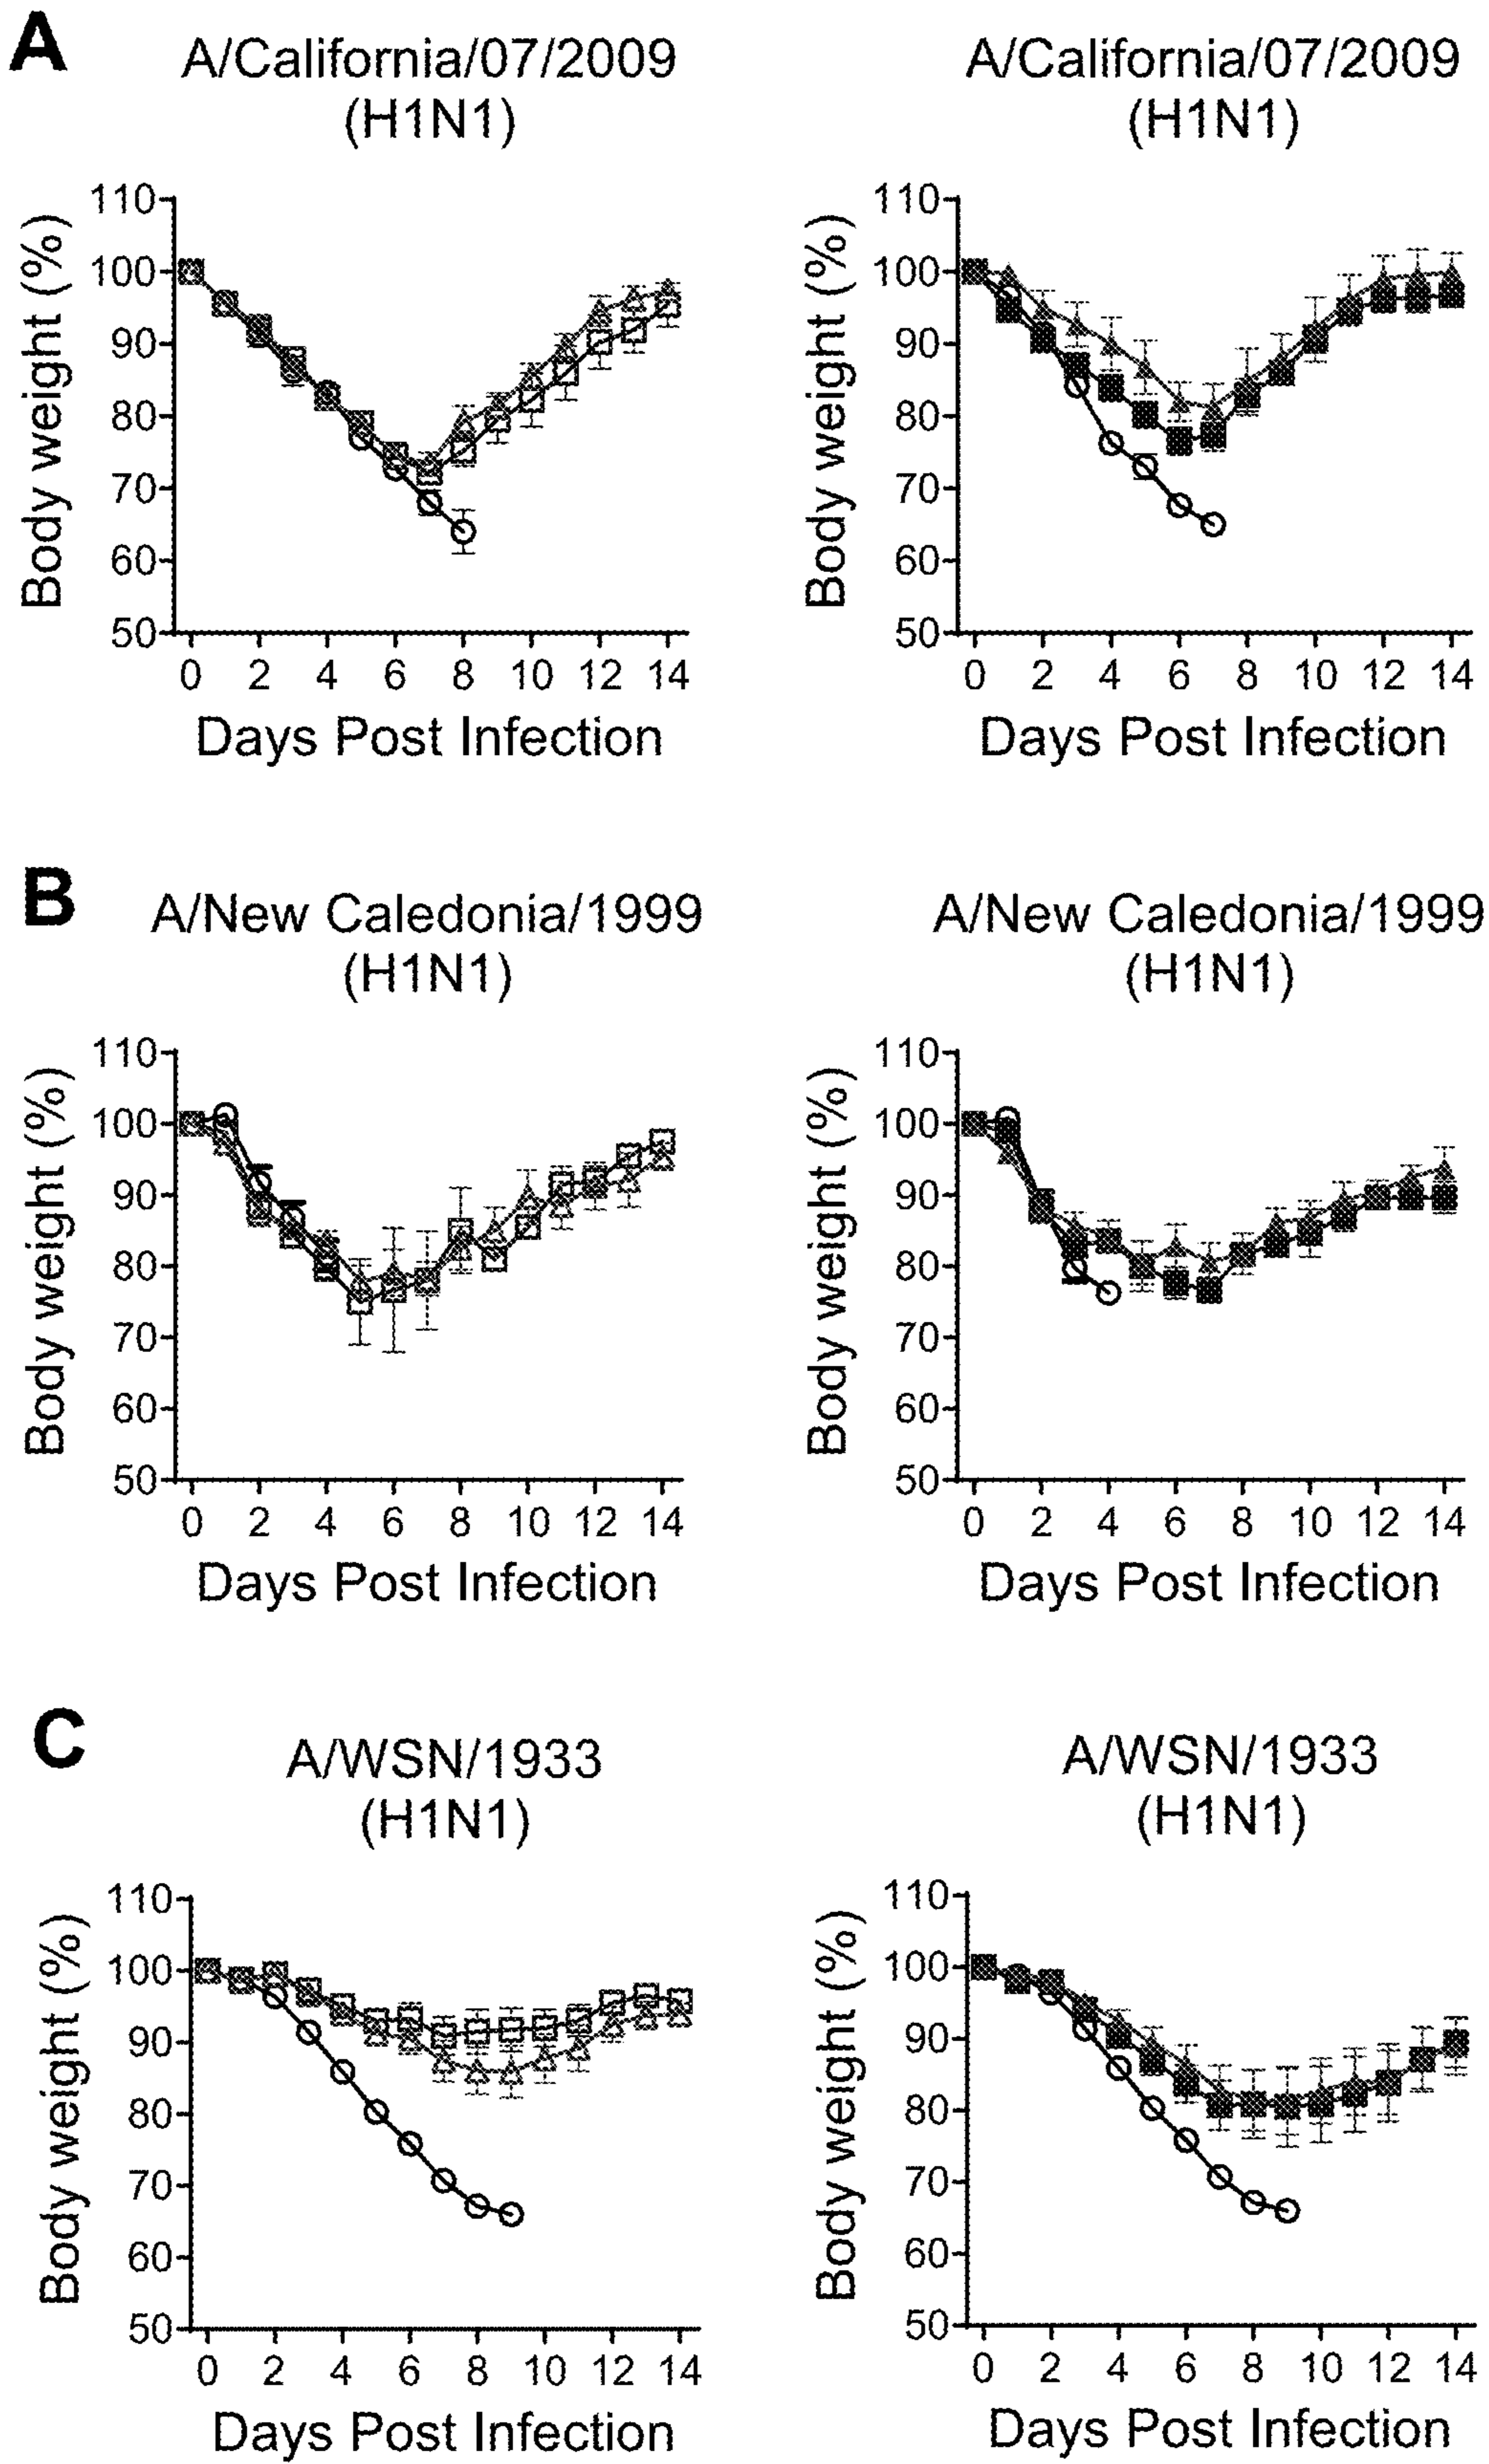 A
A/California/07/2009
(H1N1)
110
100
90
80
70
60
50
Body weight (%)
0 2 4 6 8 10 12 14
Days Post Infection
A/California/07/2009
(H1N1)
110
100
90
80
70
60
50
Body weight (%)
0 2 4 6 8 10 12 14
Days Post Infection
B
A/New Caledonia/1999
(H1N1)
110
100
90
80
70
60
50
Body weight (%)
0 2 4 6 8 10 12 14
Days Post Infection
A/New Caledonia/1999
(H1N1)
110
100
90
80
70
60
50
Body weight (%)
0 2 4 6 8 10 12 14
Days Post Infection
C
A/WSN/1933
(H1N1)
110
100
90
80
70
60
50
Body weight (%)
0 2 4 6 8 10 12 14
Days Post Infection
A/WSN/1933
(H1N1)
110
100
90
80
70
60
50
Body weight (%)
0 2 4 6 8 10 12 14
Days Post Infection